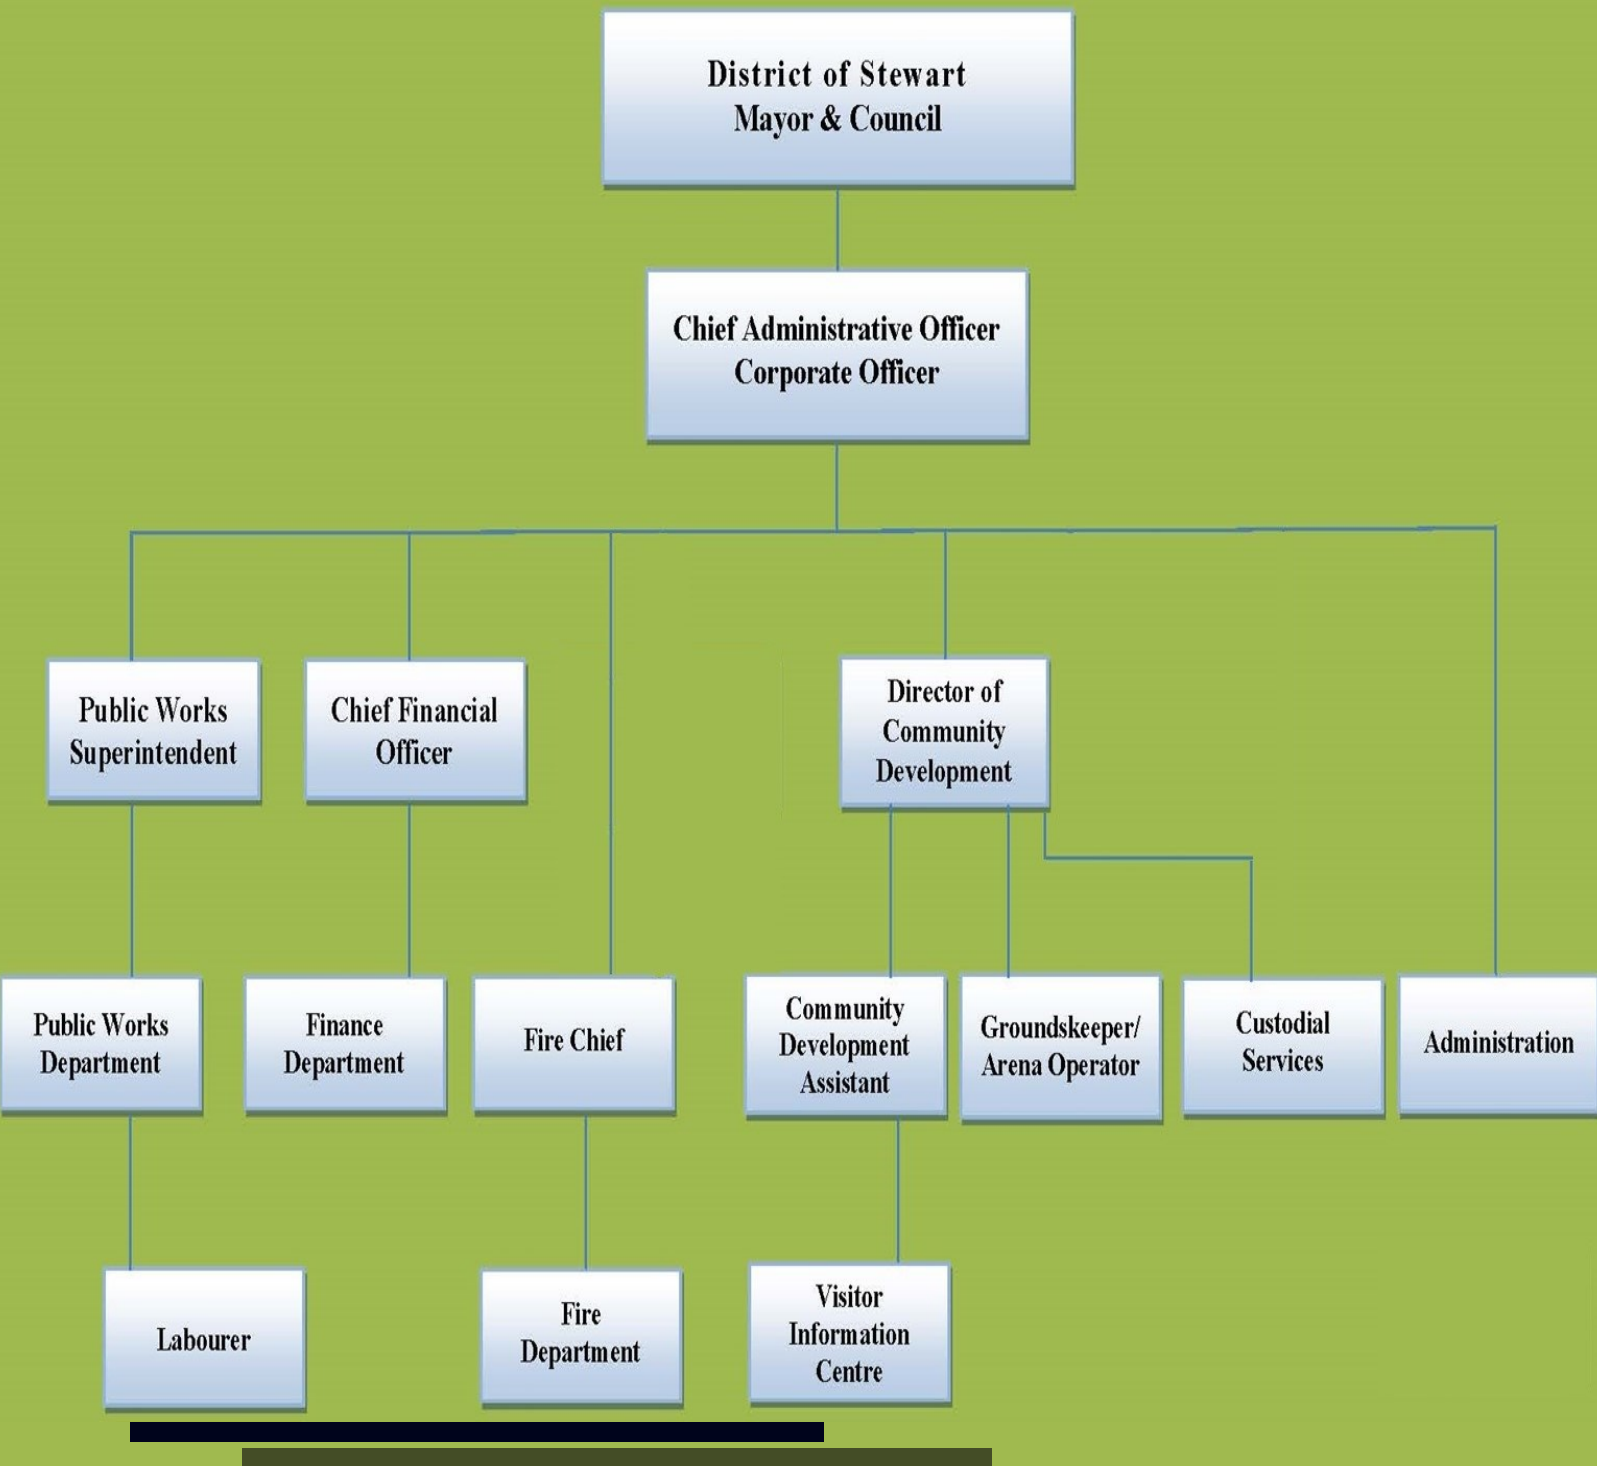 District of Stewart
Mayor & Council
Chief Administrative Officer
Corporate Officer
Public Works
Superintendent
Chief Financial
Officer
Director of
Community
Development
Public Works
Department
Finance
Department
Fire Chief
Community
Development
Assistant
Groundskeeper/
Arena Operator
Custodial
Services
Administration
Labourer
Fire
Department
Visitor
Information
Centre